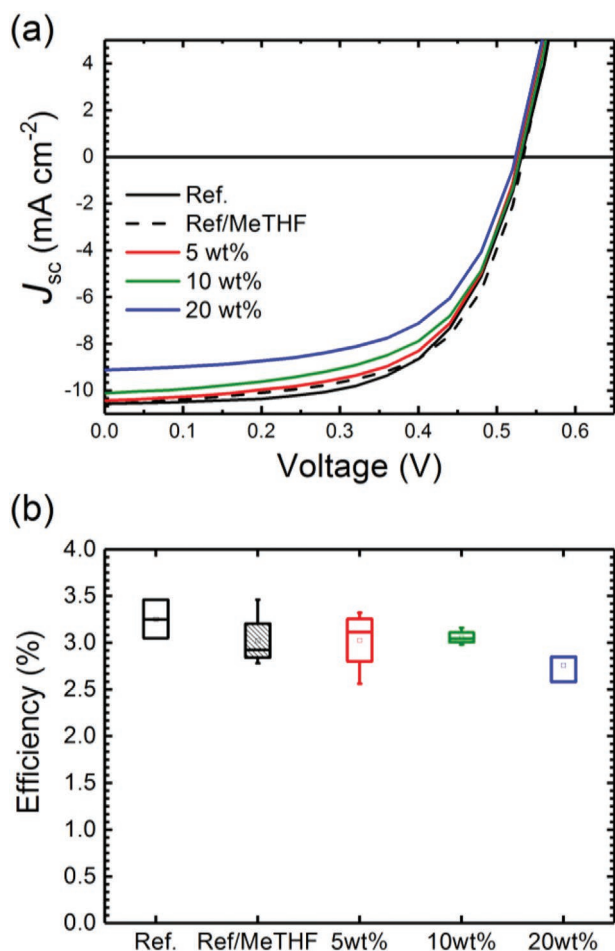 (a)
4
2
0
-2
-4
-6
-8
-10
J_sc (mA cm⁻²)
Ref.
Ref/MeTHF
5 wt%
10 wt%
20 wt%
0.0 0.1 0.2 0.3 0.4 0.5 0.6
Voltage (V)
(b)
4.0
3.5
3.0
2.5
2.0
1.5
1.0
0.5
0.0
Efficiency (%)
Ref. Ref/MeTHF 5wt% 10wt% 20wt%